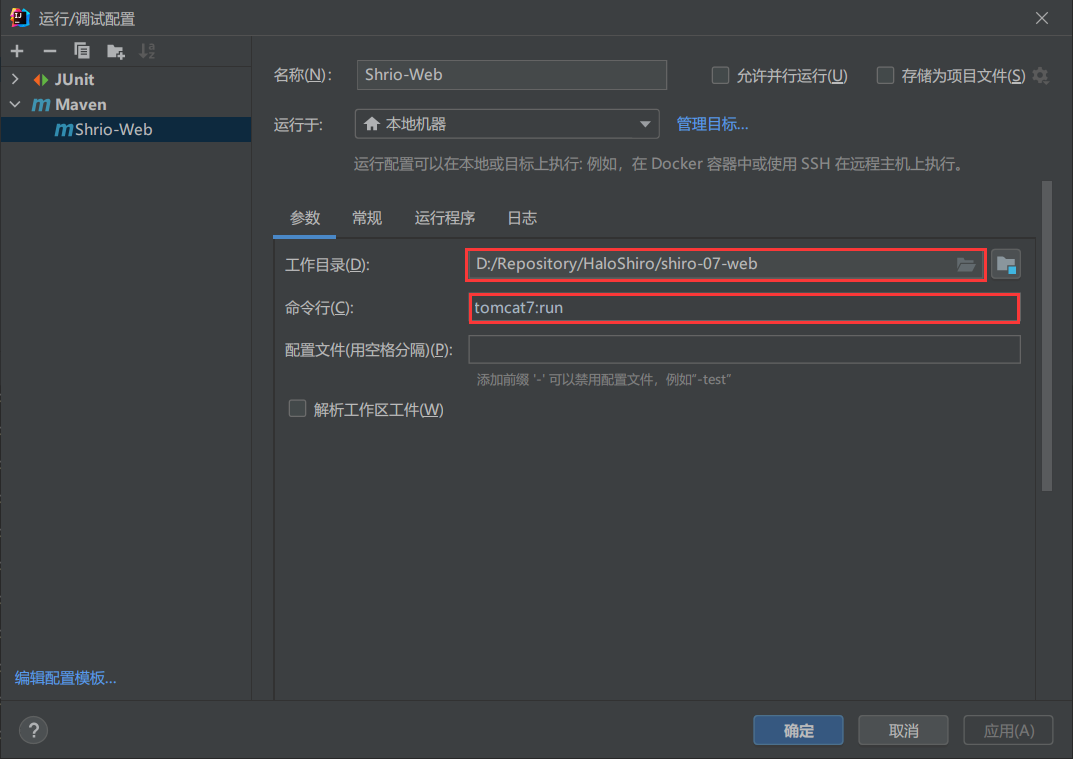 运行/调试配置
JUnit
Maven
Shrio-Web
编辑配置模板...
名称(N):
Shrio-Web
允许并行运行(U)
存储为项目文件(S)
运行于:
本地机器
管理目标...
运行配置可以在本地或目标上执行: 例如，在 Docker 容器中或使用 SSH 在远程主机上执行。
参数 常规 运行程序 日志
工作目录(D):
D:/Repository/HaloShiro/shiro-07-web
命令行(C):
tomcat7:run
配置文件(用空格分隔)(P):
添加前缀 '-' 可以禁用配置文件，例如"-test"
解析工作区工件(W)
?
确定 取消 应用(A)